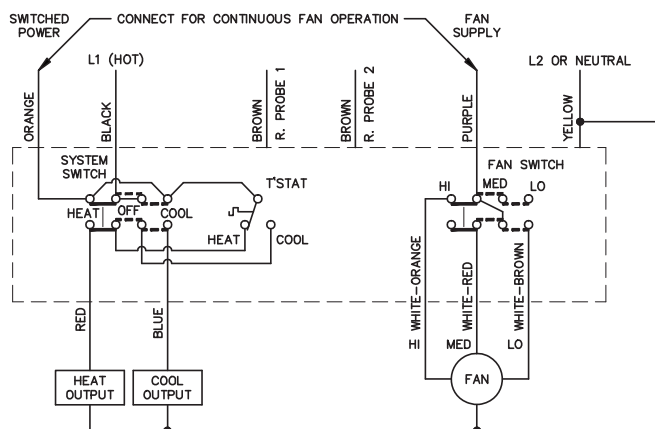 SWITCHED
POWER
CONNECT FOR CONTINUOUS FAN OPERATION
FAN
SUPPLY
L1 (HOT)
L2 OR NEUTRAL
ORANGE
BLACK
BROWN
R. PROBE 1
BROWN
R. PROBE 2
PURPLE
YELLOW
SYSTEM
SWITCH
T'STAT
FAN SWITCH
HI
MED
LO
HEAT
OFF
COOL
HEAT
COOL
WHITE-ORANGE
WHITE-RED
WHITE-BROWN
RED
BLUE
HI
MED
LO
HEAT
OUTPUT
COOL
OUTPUT
FAN